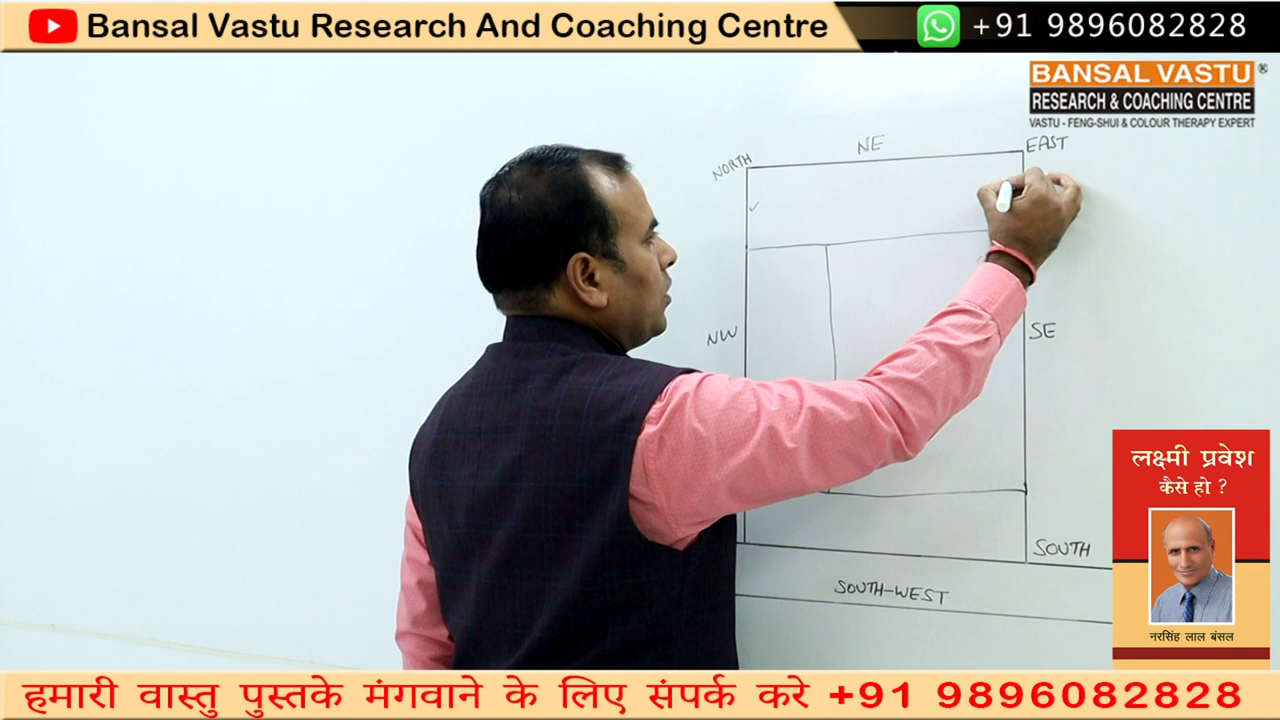 Bansal Vastu Research And Coaching Centre
+91 9896082828
BANSAL VASTU®
RESEARCH & COACHING CENTRE
VASTU - FENG-SHUI & COLOUR THERAPY EXPERT
NORTH
NE
EAST
NW
SE
SOUTH
SOUTH-WEST
लक्ष्मी प्रवेश
कैसे हो ?
नरसिंह लाल बंसल
हमारी वास्तु पुस्तके मंगवाने के लिए संपर्क करे +91 9896082828